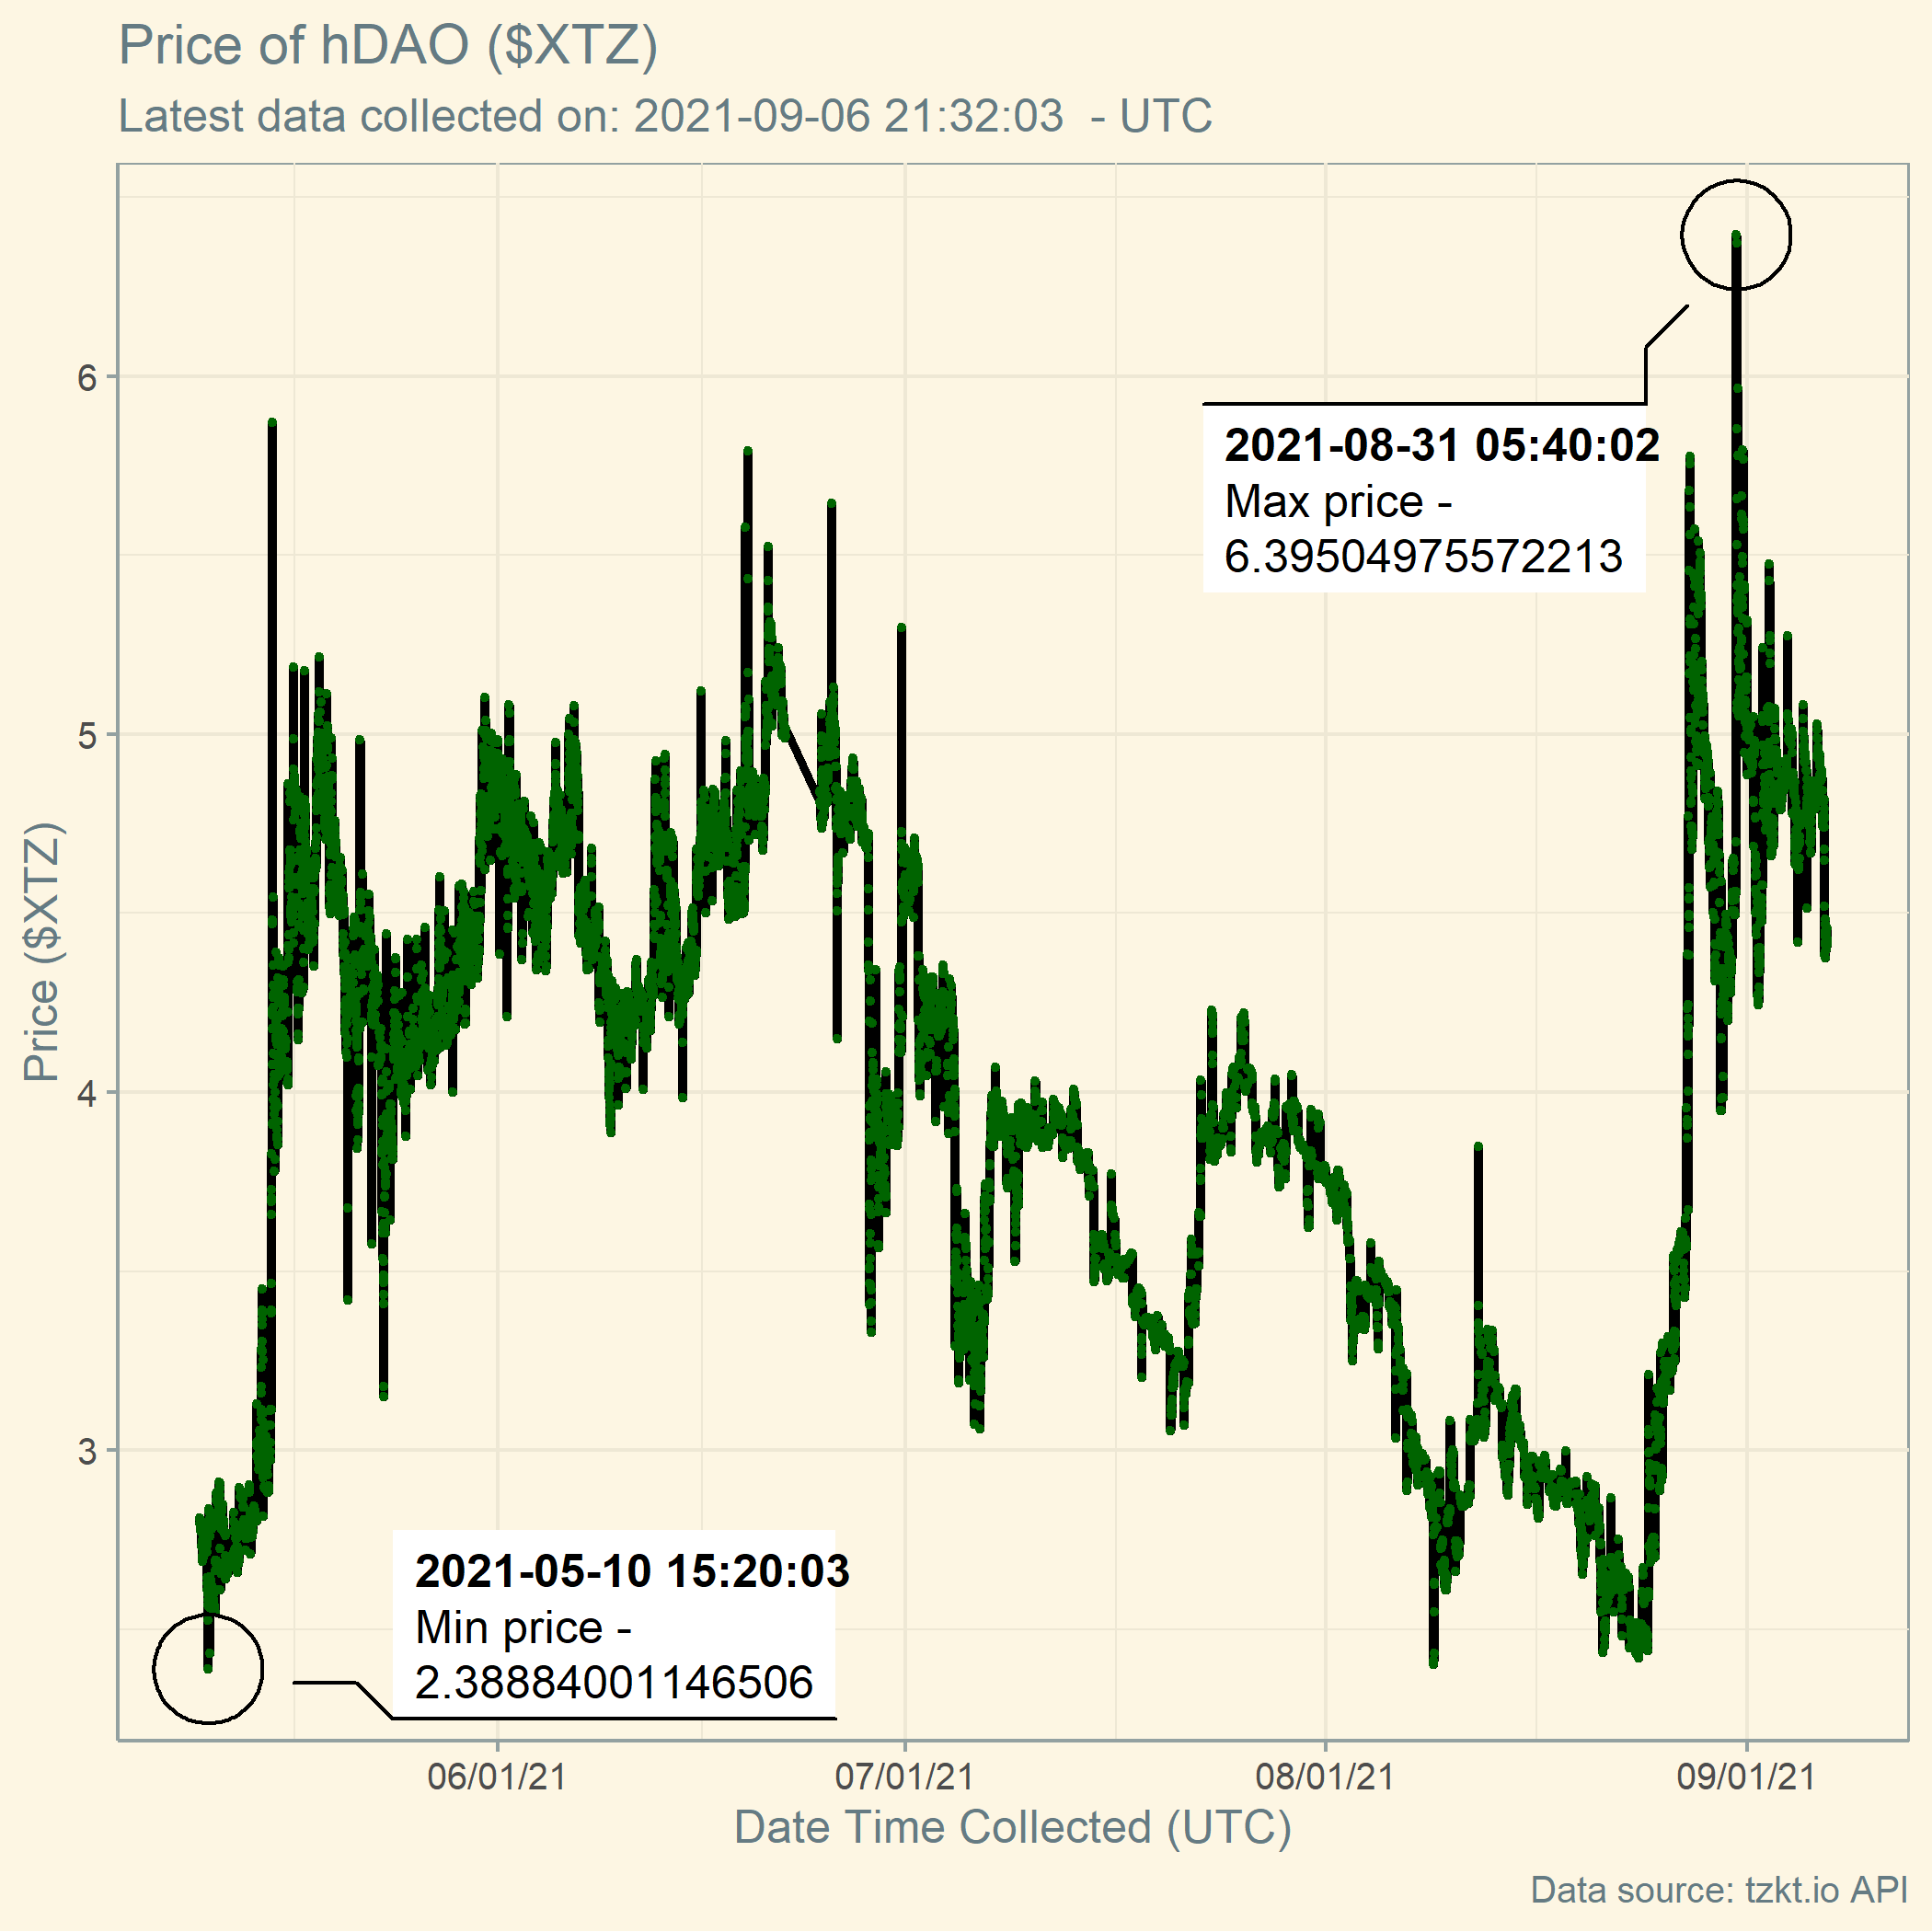 Price of hDAO ($XTZ)
Latest data collected on: 2021-09-06 21:32:03  - UTC
Price ($XTZ)
6
5
4
3
2021-08-31 05:40:02
Max price -
6.39504975572213
2021-05-10 15:20:03
Min price -
2.38884001146506
06/01/21
07/01/21
08/01/21
09/01/21
Date Time Collected (UTC)
Data source: tzkt.io API